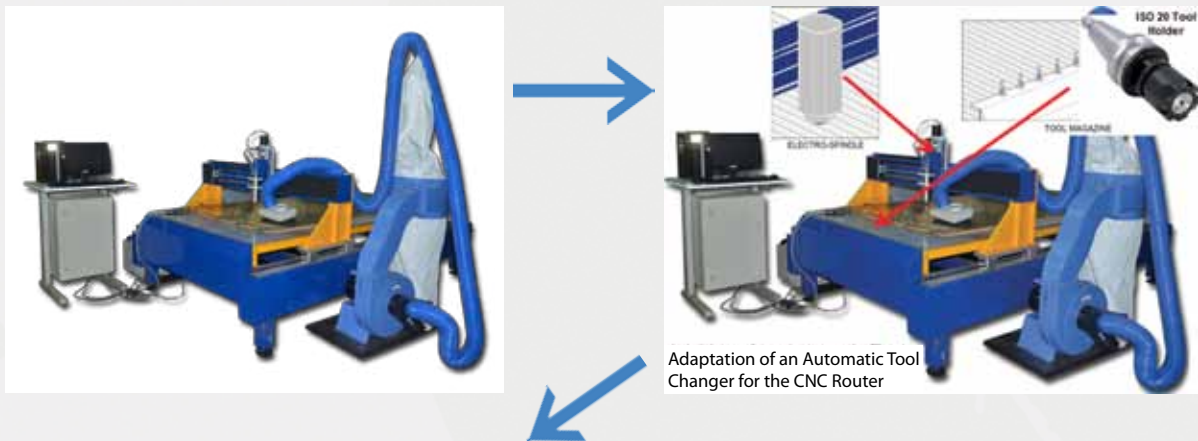 ISO 20 Tool
Holder
ELECTRO-SPINDLE
TOOL MAGAZINE
Adaptation of an Automatic Tool
Changer for the CNC Router